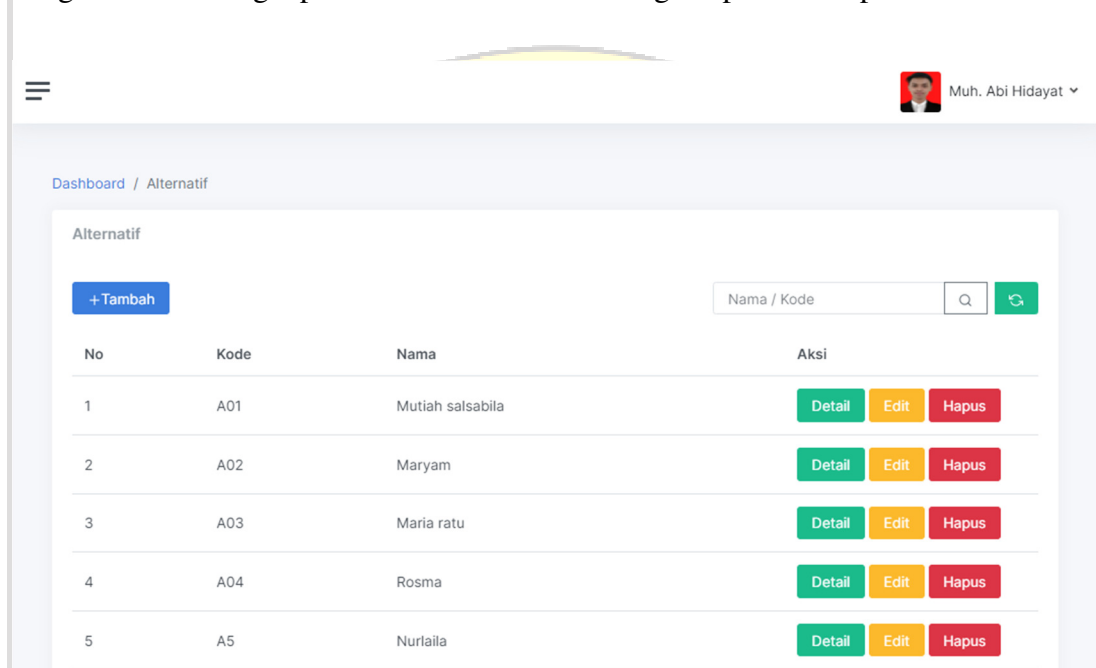 Muh. Abi Hidayat
Dashboard / Alternatif
Alternatif
+Tambah
Nama / Kode
No Kode Nama Aksi
1 A01 Mutiah salsabila Detail Edit Hapus
2 A02 Maryam Detail Edit Hapus
3 A03 Maria ratu Detail Edit Hapus
4 A04 Rosma Detail Edit Hapus
5 A5 Nurlaila Detail Edit Hapus